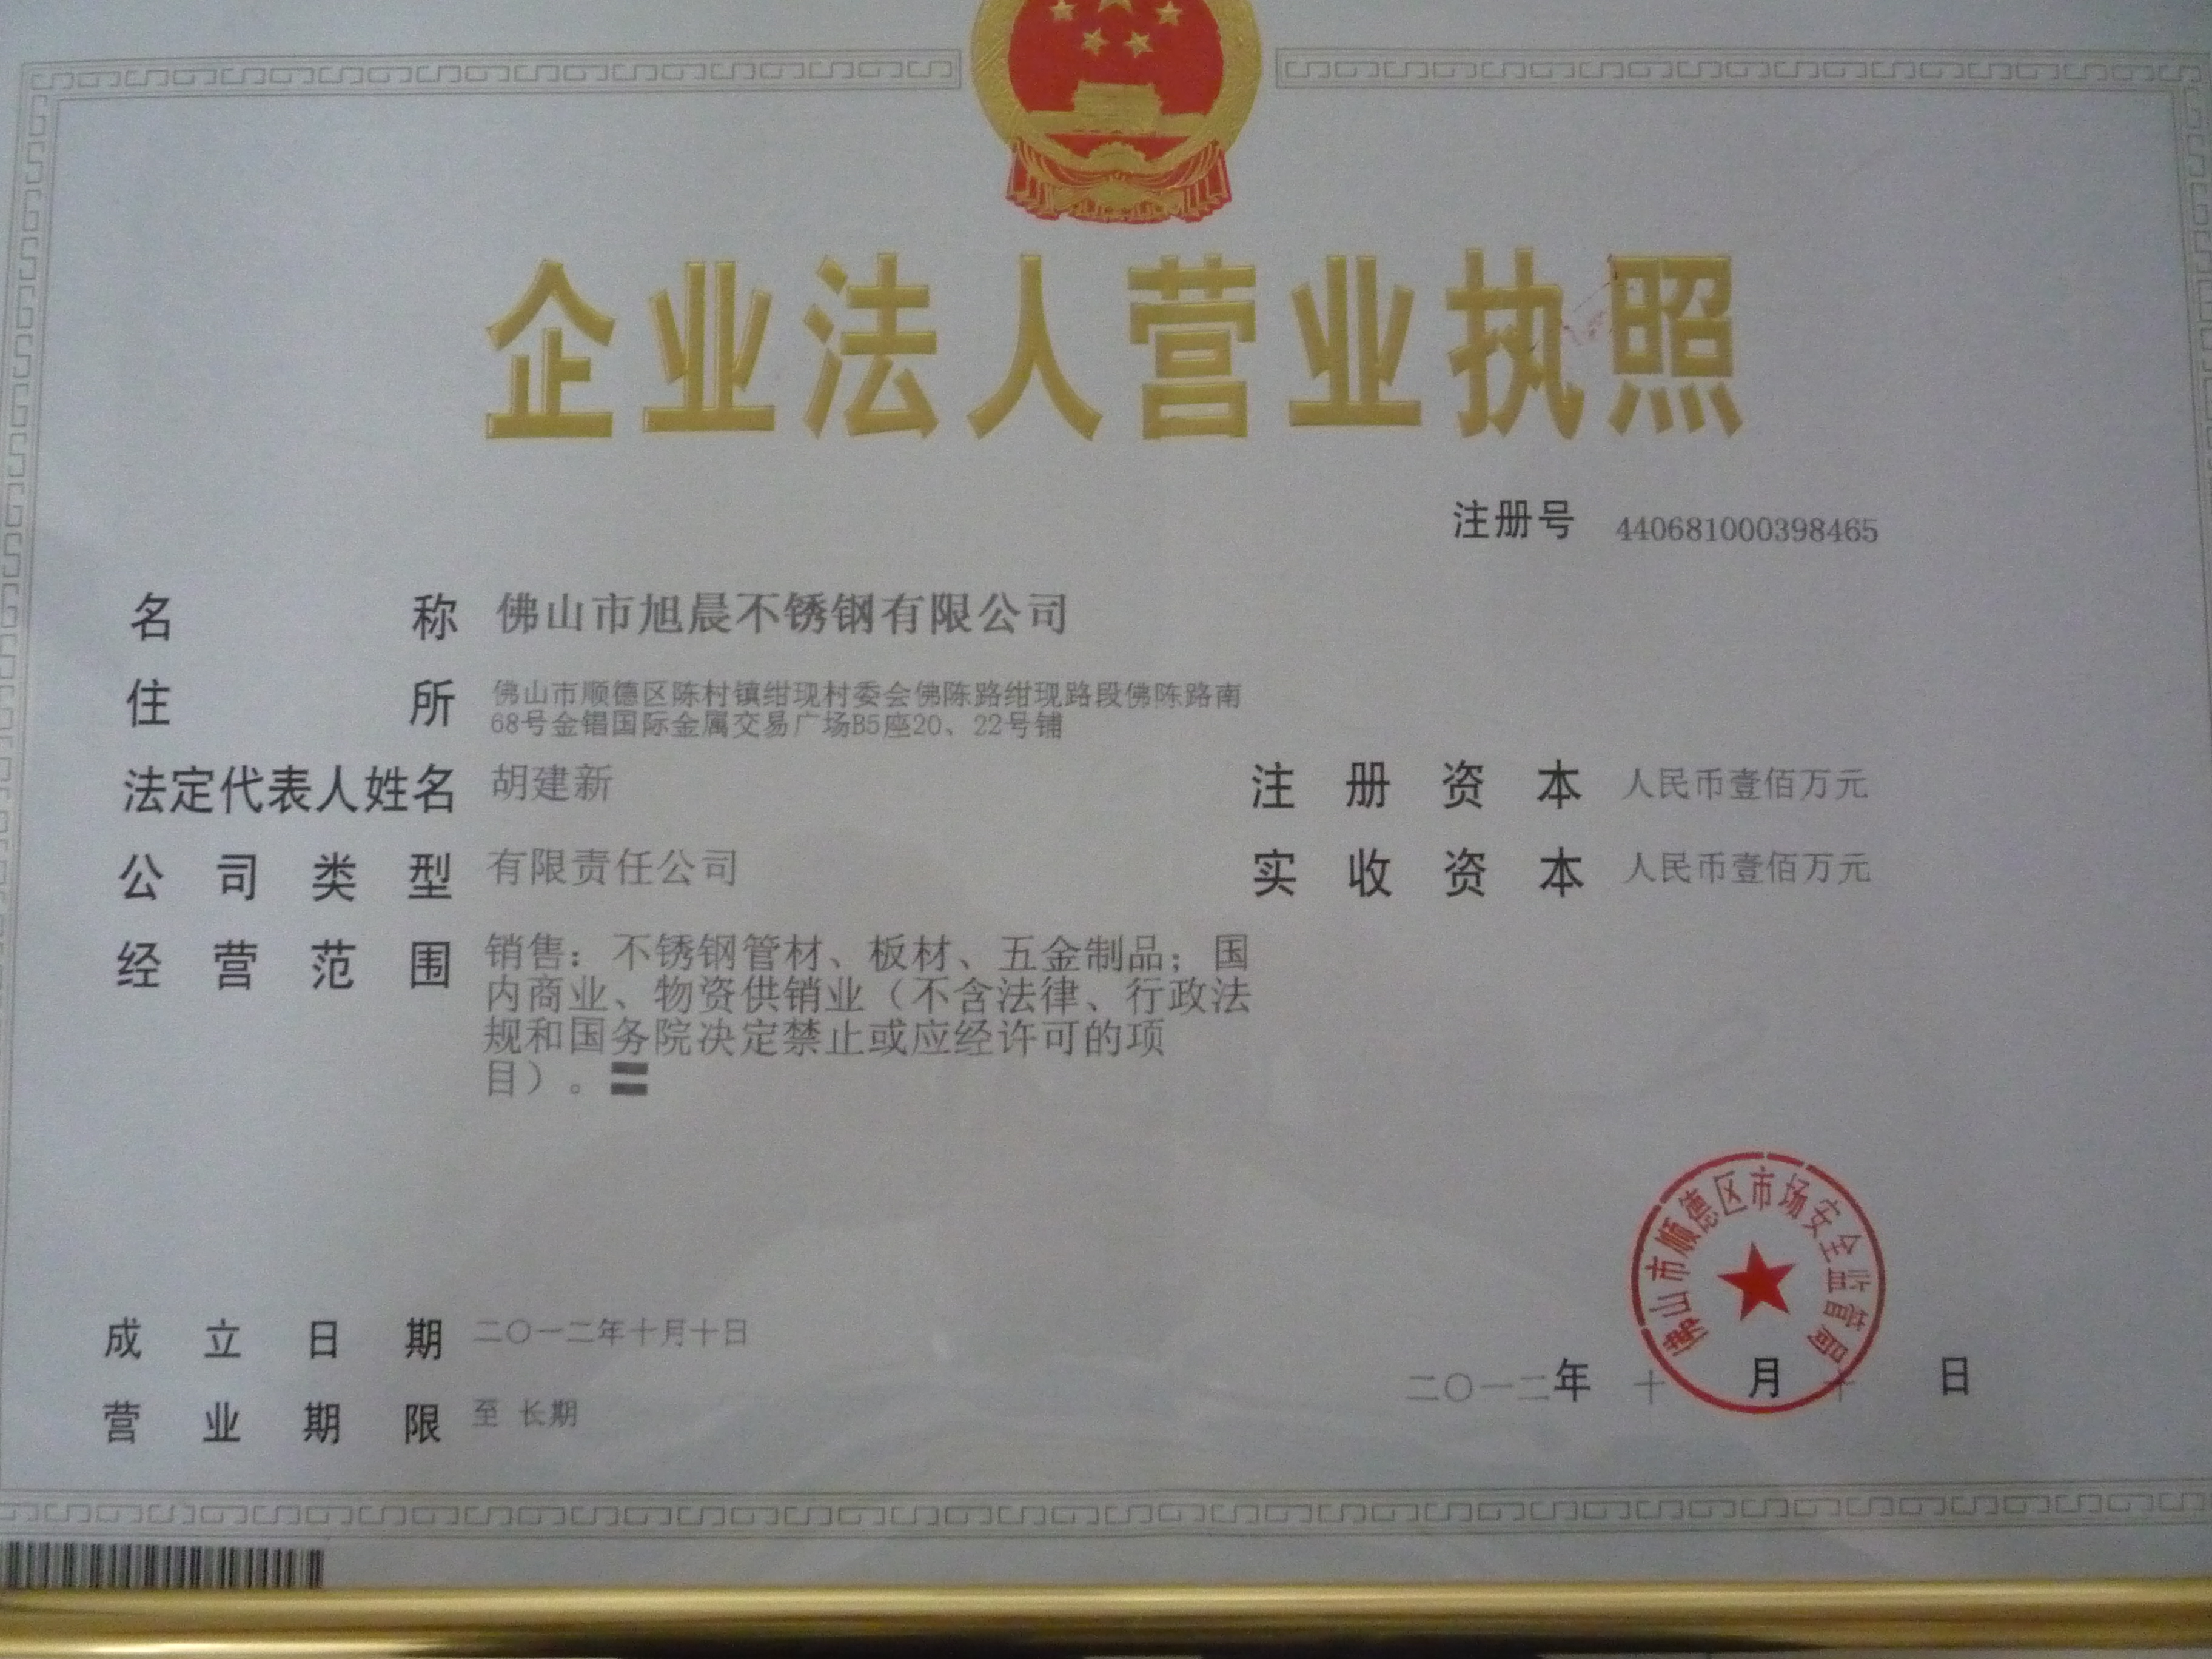 企业法人营业执照
注册号 440681000398465
名称 佛山市旭晨不锈钢有限公司
住所 佛山市顺德区陈村镇绀现村委会佛陈路绀现路段佛陈路南
68号金锠国际金属交易广场B5座20、22号铺
法定代表人姓名 胡建新 注册资本 人民币壹佰万元
公司类型 有限责任公司 实收资本 人民币壹佰万元
经营范围 销售：不锈钢管材、板材、五金制品；国
内商业、物资供销业（不含法律、行政法
规和国务院决定禁止或应经许可的项
目）。
佛山市顺德区市场安全监管局
成立日期 二〇一二年十月十日
二〇一二年十月十日
营业期限 至 长期